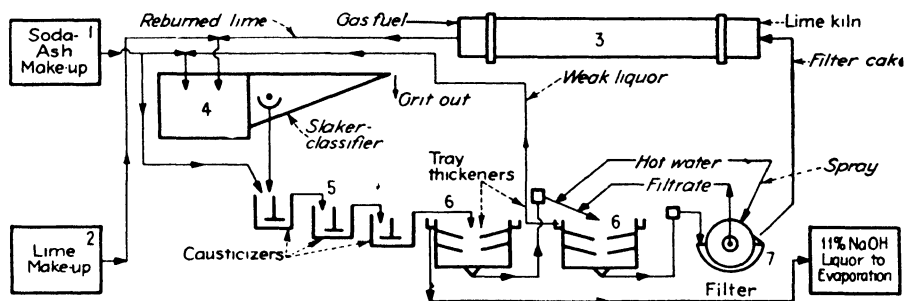 Soda-
Ash
Make-up
1
Reburned lime
Gas fuel
3
Lime kiln
Filter cake
Weak liquor
4
Grit out
Slaker-
classifier
Tray
thickeners
Hot water
Filtrate
Spray
5
6
6
7
2
Lime
Make-up
Causticizers
Filter
11% NaOH
Liquor to
Evaporation